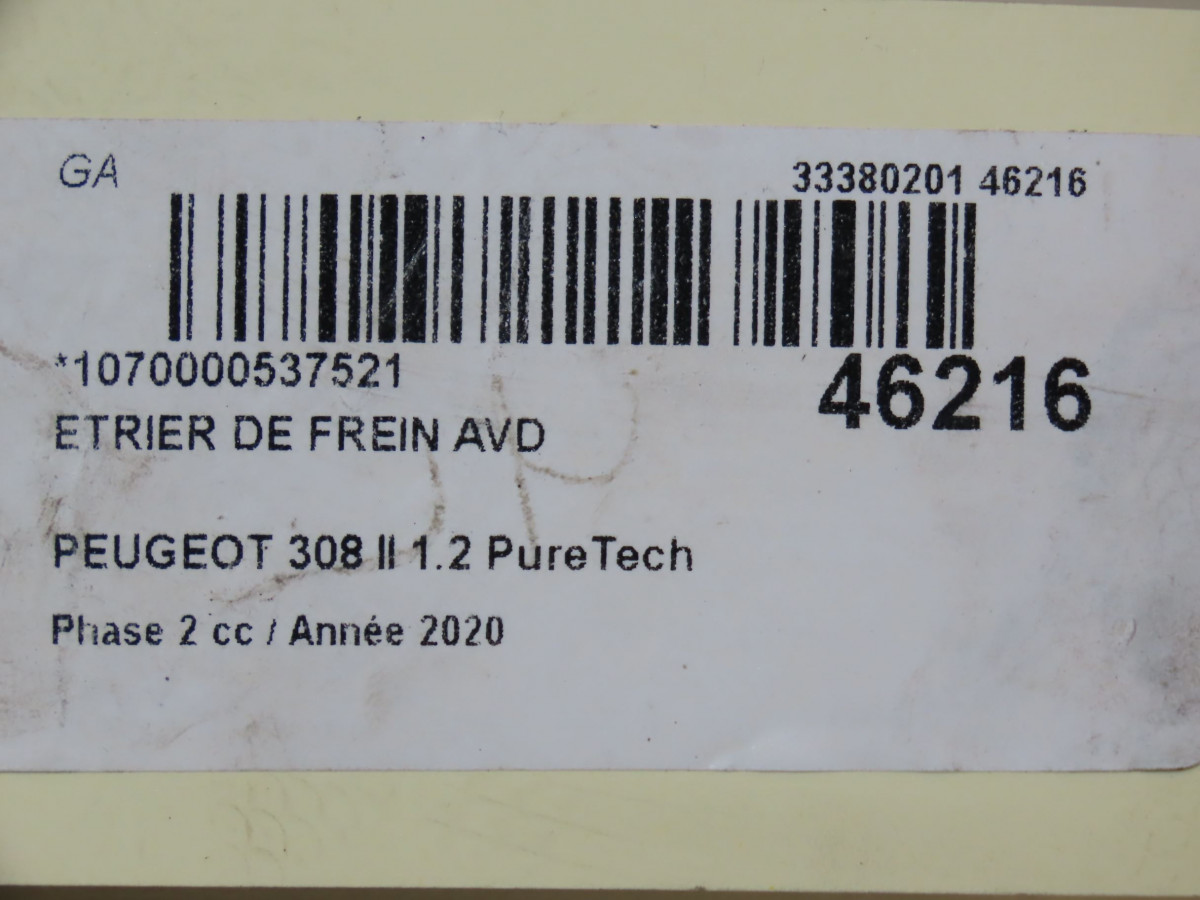 GA
33380201 46216
*1070000537521
46216
ETRIER DE FREIN AVD
PEUGEOT 308 II 1.2 PureTech
Phase 2 cc / Année 2020